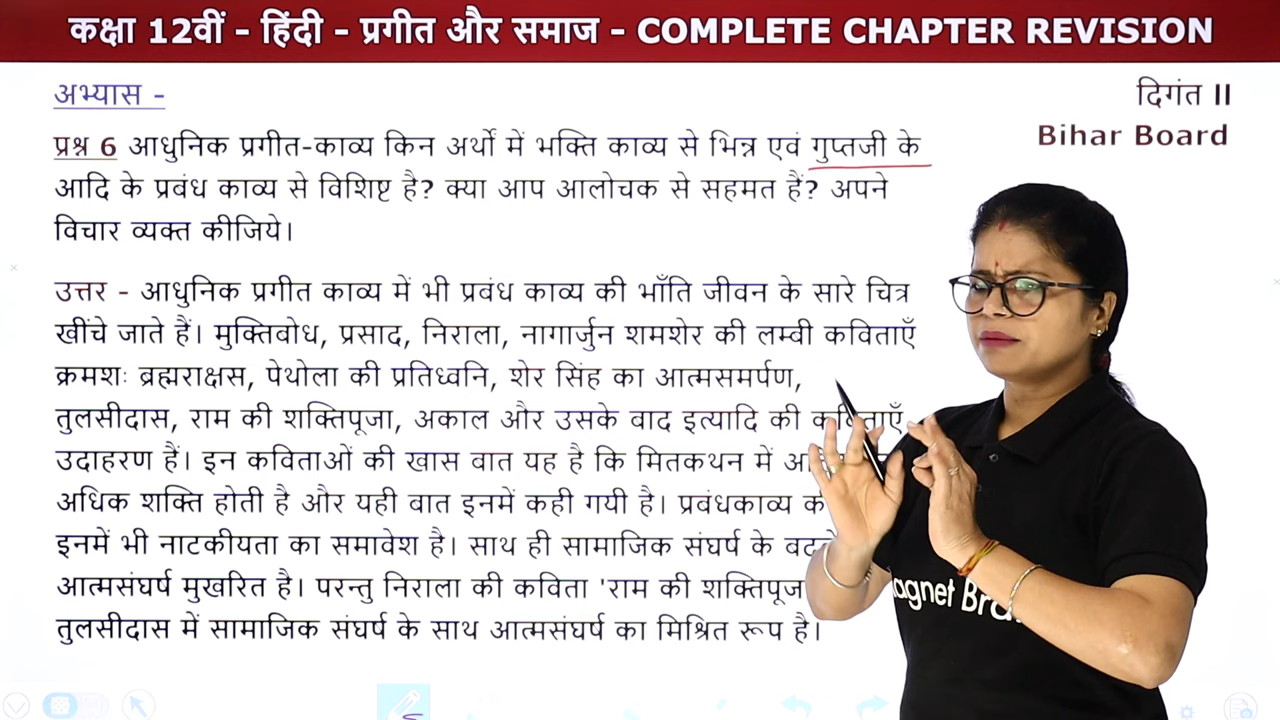 कक्षा 12वीं - हिंदी - प्रगीत और समाज - COMPLETE CHAPTER REVISION
अभ्यास -
दिगंत II
Bihar Board
प्रश्न 6 आधुनिक प्रगीत-काव्य किन अर्थों में भक्ति काव्य से भिन्न एवं गुप्तजी के
आदि के प्रबंध काव्य से विशिष्ट है? क्या आप आलोचक से सहमत हैं? अपने
विचार व्यक्त कीजिये।
उत्तर - आधुनिक प्रगीत काव्य में भी प्रबंध काव्य की भाँति जीवन के सारे चित्र
खींचे जाते हैं। मुक्तिवोध, प्रसाद, निराला, नागार्जुन शमशेर की लम्वी कविताएँ
क्रमशः ब्रह्मराक्षस, पेथोला की प्रतिध्वनि, शेर सिंह का आत्मसमर्पण,
तुलसीदास, राम की शक्तिपूजा, अकाल और उसके बाद इत्यादि की कविताएँ
उदाहरण हैं। इन कविताओं की खास वात यह है कि मितकथन में
अधिक शक्ति होती है और यही बात इनमें कही गयी है। प्रबंधकाव्य
इनमें भी नाटकीयता का समावेश है। साथ ही सामाजिक संघर्ष के
आत्मसंघर्ष मुखरित है। परन्तु निराला की कविता 'राम की शक्तिपूज
तुलसीदास में सामाजिक संघर्ष के साथ आत्मसंघर्ष का मिश्रित रूप है।
agnet Bra